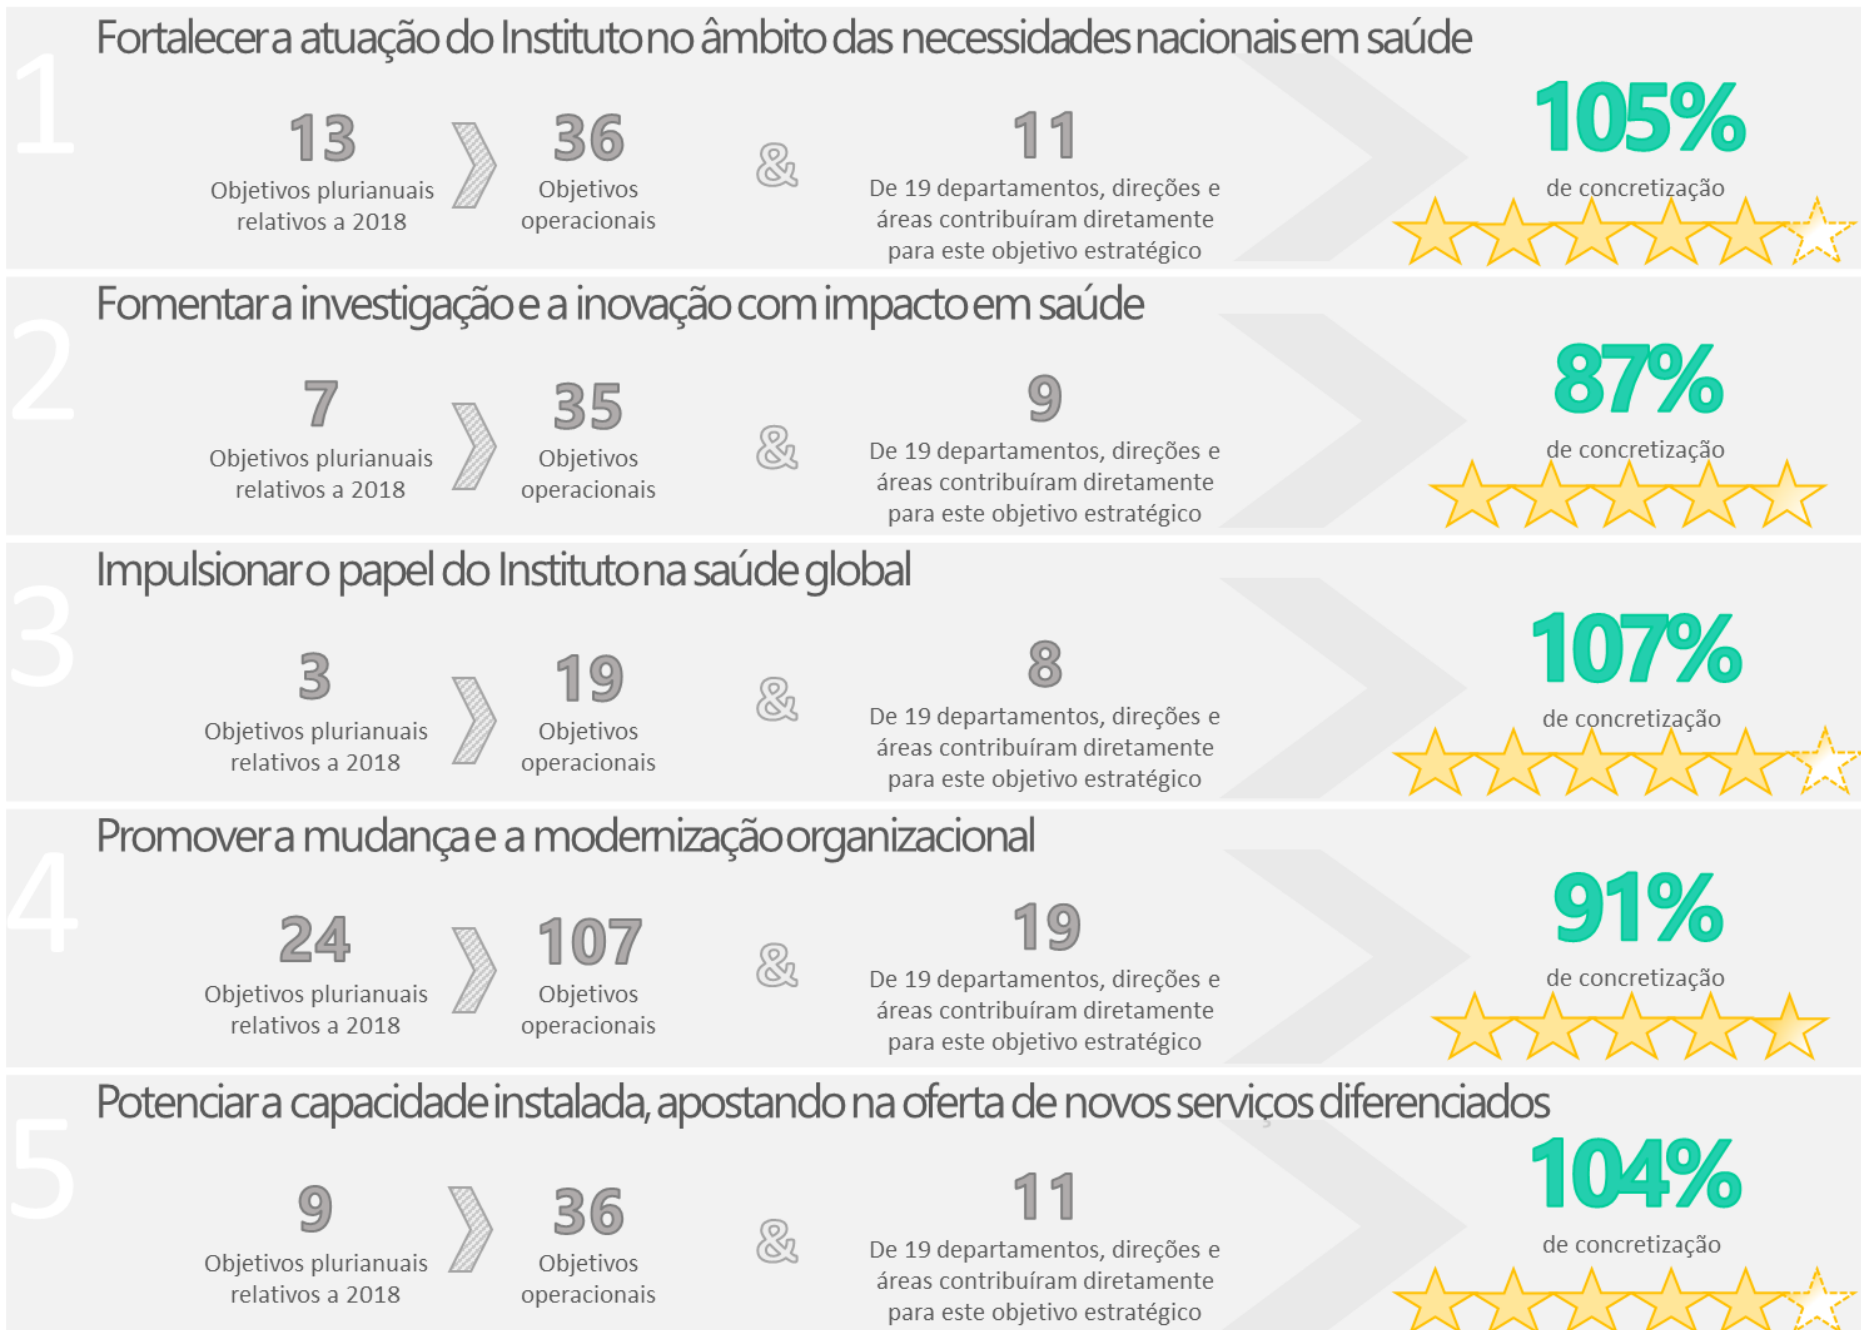 1
Fortalecer a atuação do Instituto no âmbito das necessidades nacionais em saúde
13
Objetivos plurianuais
relativos a 2018
36
Objetivos
operacionais
&
11
De 19 departamentos, direções e
áreas contribuíram diretamente
para este objetivo estratégico
105%
de concretização
2
Fomentar a investigação e a inovação com impacto em saúde
7
Objetivos plurianuais
relativos a 2018
35
Objetivos
operacionais
&
9
De 19 departamentos, direções e
áreas contribuíram diretamente
para este objetivo estratégico
87%
de concretização
3
Impulsionar o papel do Instituto na saúde global
3
Objetivos plurianuais
relativos a 2018
19
Objetivos
operacionais
&
8
De 19 departamentos, direções e
áreas contribuíram diretamente
para este objetivo estratégico
107%
de concretização
4
Promover a mudança e a modernização organizacional
24
Objetivos plurianuais
relativos a 2018
107
Objetivos
operacionais
&
19
De 19 departamentos, direções e
áreas contribuíram diretamente
para este objetivo estratégico
91%
de concretização
5
Potenciar a capacidade instalada, apostando na oferta de novos serviços diferenciados
9
Objetivos plurianuais
relativos a 2018
36
Objetivos
operacionais
&
11
De 19 departamentos, direções e
áreas contribuíram diretamente
para este objetivo estratégico
104%
de concretização